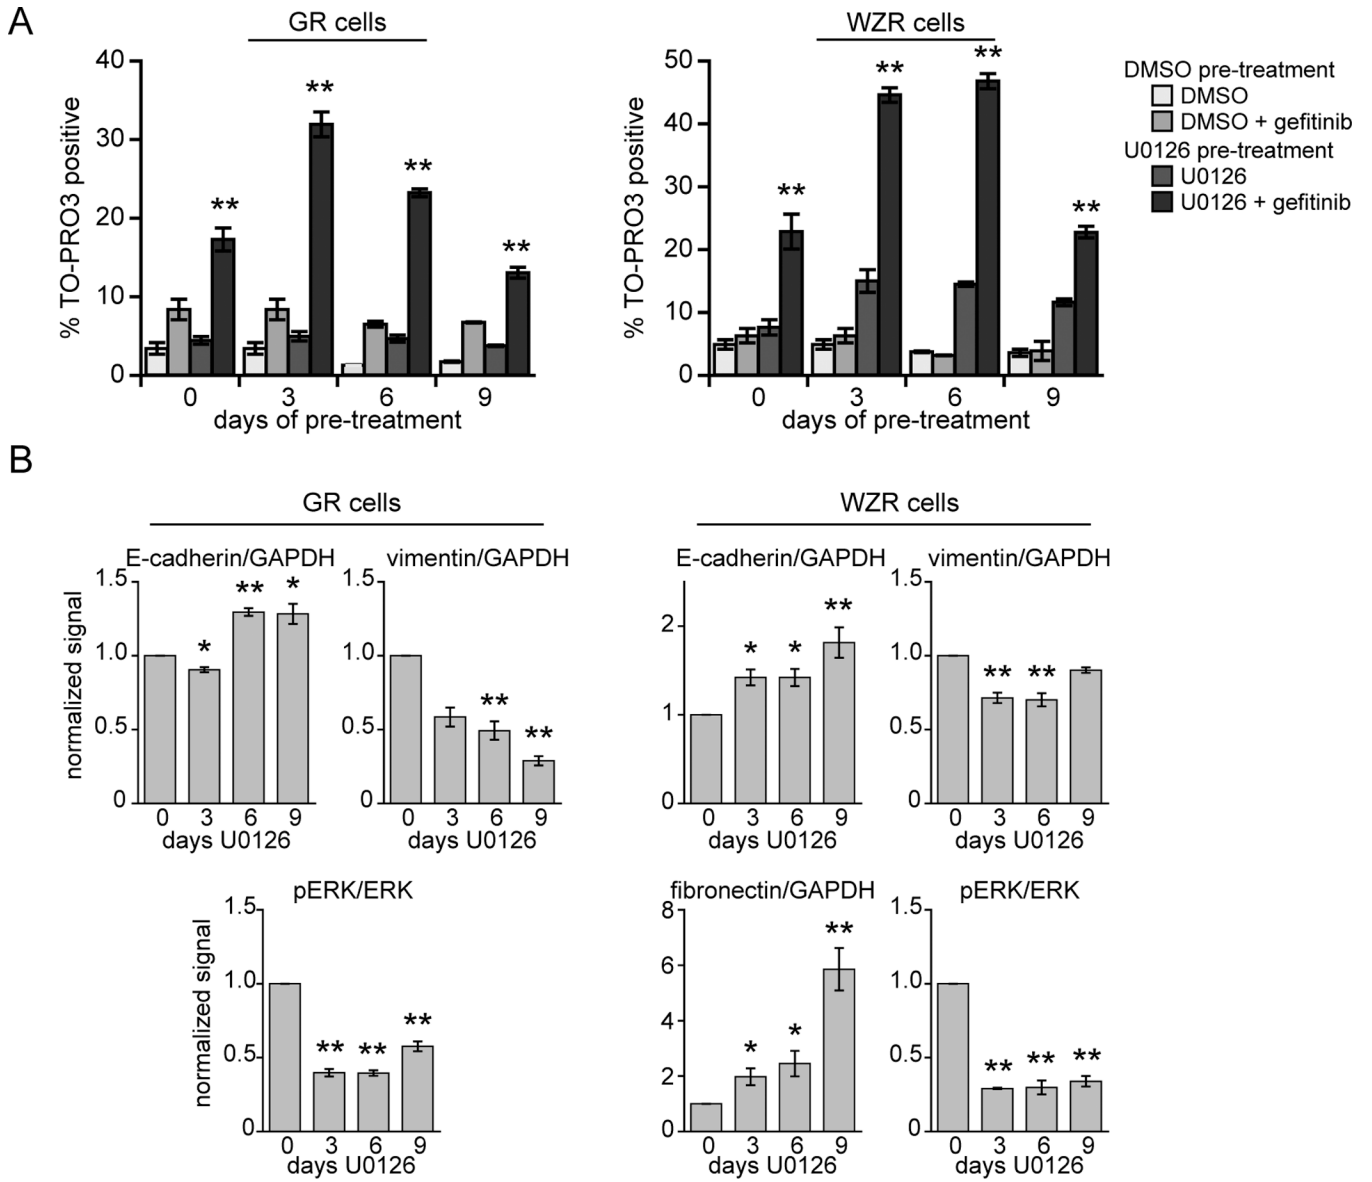 A
GR cells
WZR cells
% TO-PRO3 positive
40
30
20
10
0
**
**
**
**
0 3 6 9
days of pre-treatment
% TO-PRO3 positive
50
40
30
20
10
0
**
**
**
**
0 3 6 9
days of pre-treatment
DMSO pre-treatment
DMSO
DMSO + gefitinib
U0126 pre-treatment
U0126
U0126 + gefitinib
B
GR cells
WZR cells
E-cadherin/GAPDH
normalized signal
1.5
1.0
0.5
0
* ** *
0 3 6 9
days U0126
vimentin/GAPDH
1.5
1.0
0.5
0
** **
0 3 6 9
days U0126
E-cadherin/GAPDH
2
1
0
* * **
0 3 6 9
days U0126
vimentin/GAPDH
1.5
1.0
0.5
0
** **
0 3 6 9
days U0126
pERK/ERK
normalized signal
1.5
1.0
0.5
0
** ** **
0 3 6 9
days U0126
fibronectin/GAPDH
8
6
4
2
0
* * **
0 3 6 9
days U0126
pERK/ERK
1.5
1.0
0.5
0
** ** **
0 3 6 9
days U0126